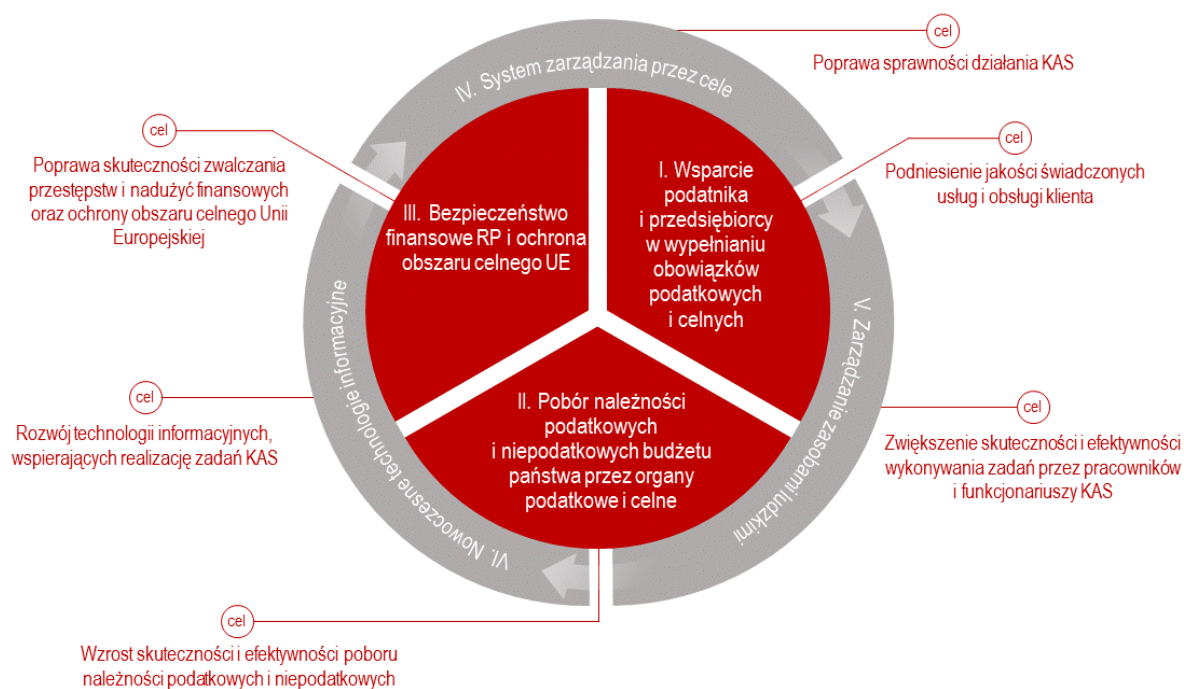 cel
Poprawa sprawności działania KAS
IV. System zarządzania przez cele
cel
Poprawa skuteczności zwalczania
przestępstw i nadużyć finansowych
oraz ochrony obszaru celnego Unii
Europejskiej
cel
Podniesienie jakości świadczonych
usług i obsługi klienta
I. Wsparcie
podatnika
i przedsiębiorcy
w wypełnianiu
obowiązków
podatkowych
i celnych
III. Bezpieczeństwo
finansowe RP i ochrona
obszaru celnego UE
V. Zarządzanie zasobami ludzkimi
VI. Nowoczesne technologie informacyjne
II. Pobór należności
podatkowych
i niepodatkowych budżetu
państwa przez organy
podatkowe i celne
cel
Rozwój technologii informacyjnych,
wspierających realizację zadań KAS
cel
Zwiększenie skuteczności i efektywności
wykonywania zadań przez pracowników
i funkcjonariuszy KAS
cel
Wzrost skuteczności i efektywności poboru
należności podatkowych i niepodatkowych